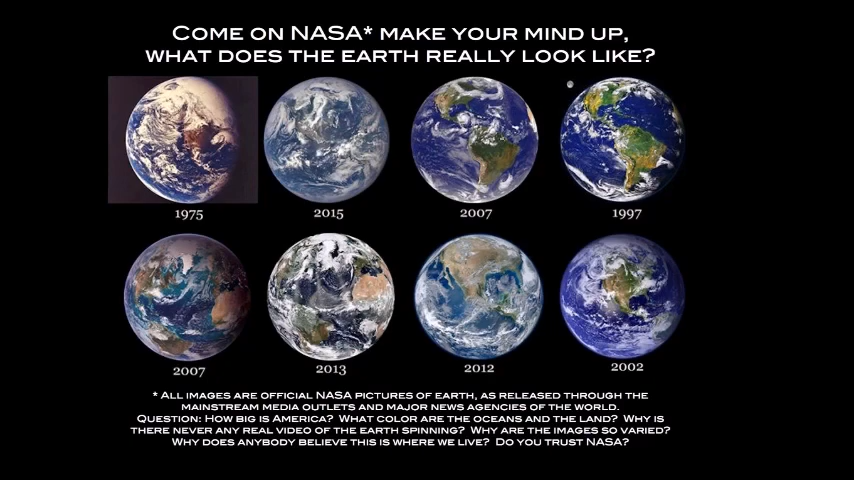 COME ON NASA* MAKE YOUR MIND UP,
WHAT DOES THE EARTH REALLY LOOK LIKE?
1975 2015 2007 1997
2007 2013 2012 2002
* ALL IMAGES ARE OFFICIAL NASA PICTURES OF EARTH, AS RELEASED THROUGH THE
MAINSTREAM MEDIA OUTLETS AND MAJOR NEWS AGENCIES OF THE WORLD.
QUESTION: HOW BIG IS AMERICA? WHAT COLOR ARE THE OCEANS AND THE LAND? WHY IS
THERE NEVER ANY REAL VIDEO OF THE EARTH SPINNING? WHY ARE THE IMAGES SO VARIED?
WHY DOES ANYBODY BELIEVE THIS IS WHERE WE LIVE? DO YOU TRUST NASA?